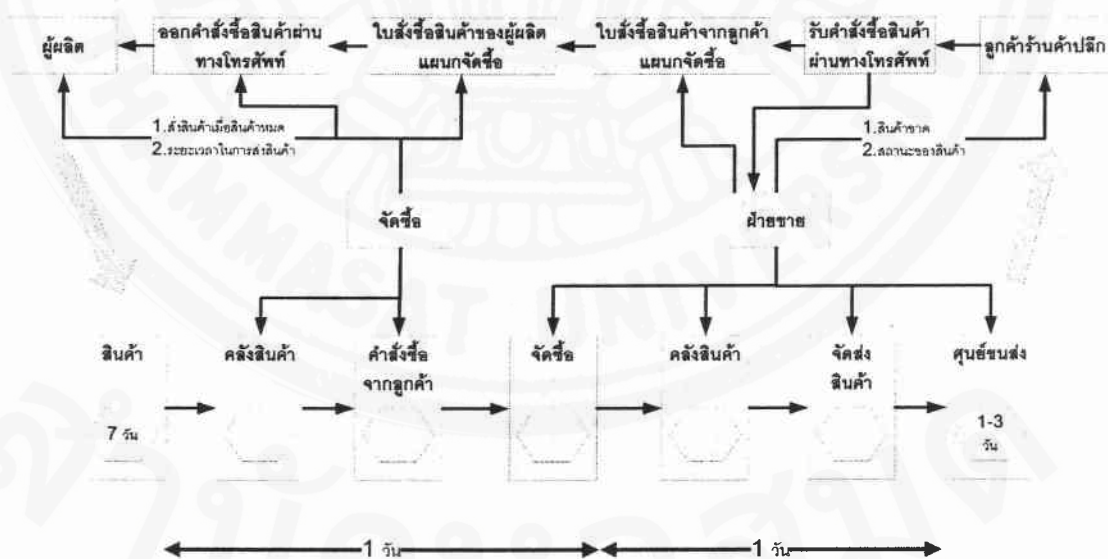 ผู้ผลิต
ออกคำสั่งซื้อสินค้าผ่าน
ทางโทรศัพท์
ใบสั่งซื้อสินค้าของผู้ผลิต
แผนกจัดซื้อ
ใบสั่งซื้อสินค้าจากลูกค้า
แผนกจัดซื้อ
รับคำสั่งซื้อสินค้า
ผ่านทางโทรศัพท์
ลูกค้าร้านค้าปลีก
1.สั่งสินค้าเมื่อสินค้าหมด
2.ระยะเวลาในการส่งสินค้า
1.สินค้าขาด
2.สถานะของสินค้า
จัดซื้อ
ฝ่ายขาย
THAMMASAT UNIVERS
สินค้า
คลังสินค้า
คำสั่งซื้อ
จากลูกค้า
จัดซื้อ
คลังสินค้า
จัดส่ง
สินค้า
ศูนย์ขนส่ง
7 วัน
1-3
วัน
1 วัน
1 วัน